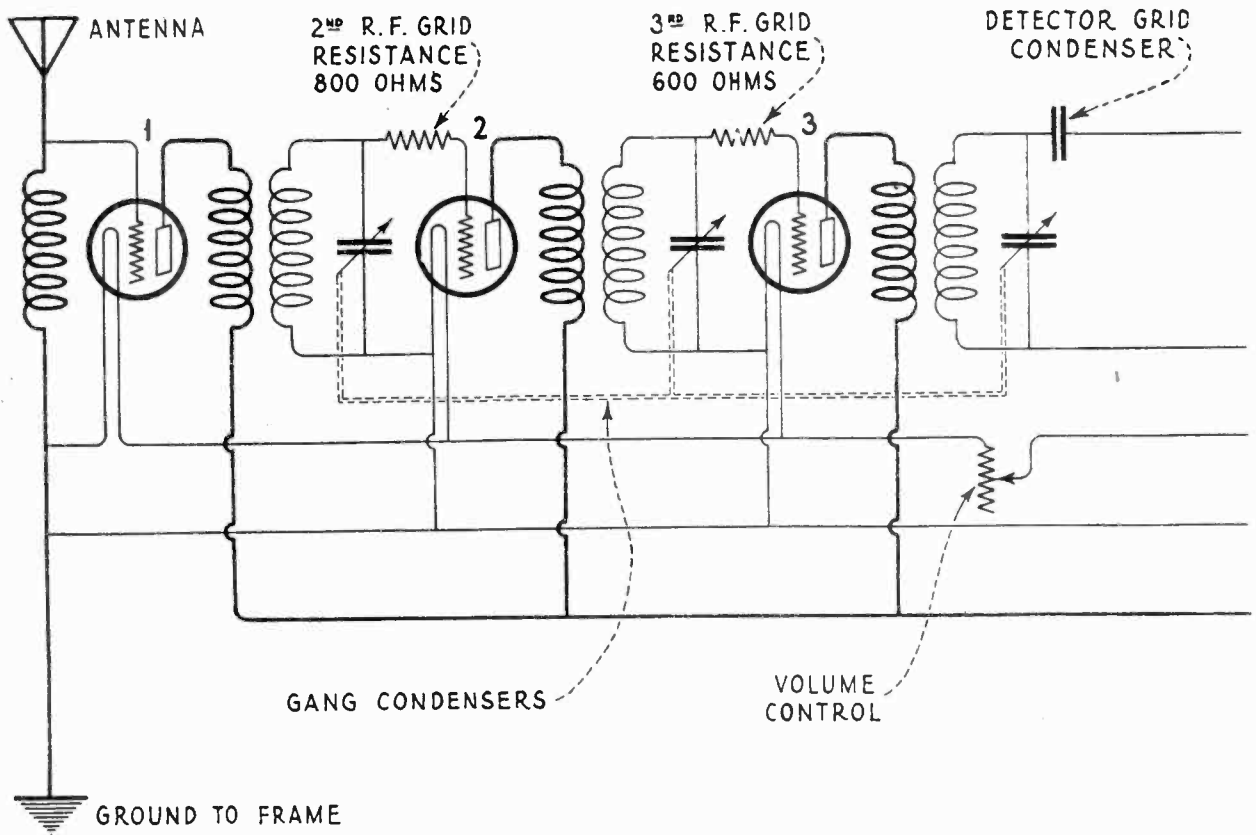 ANTENNA
2ND R.F. GRID
RESISTANCE
800 OHMS
3RD R.F. GRID
RESISTANCE
600 OHMS
DETECTOR GRID
CONDENSER
1
2
3
GANG CONDENSERS
VOLUME
CONTROL
GROUND TO FRAME